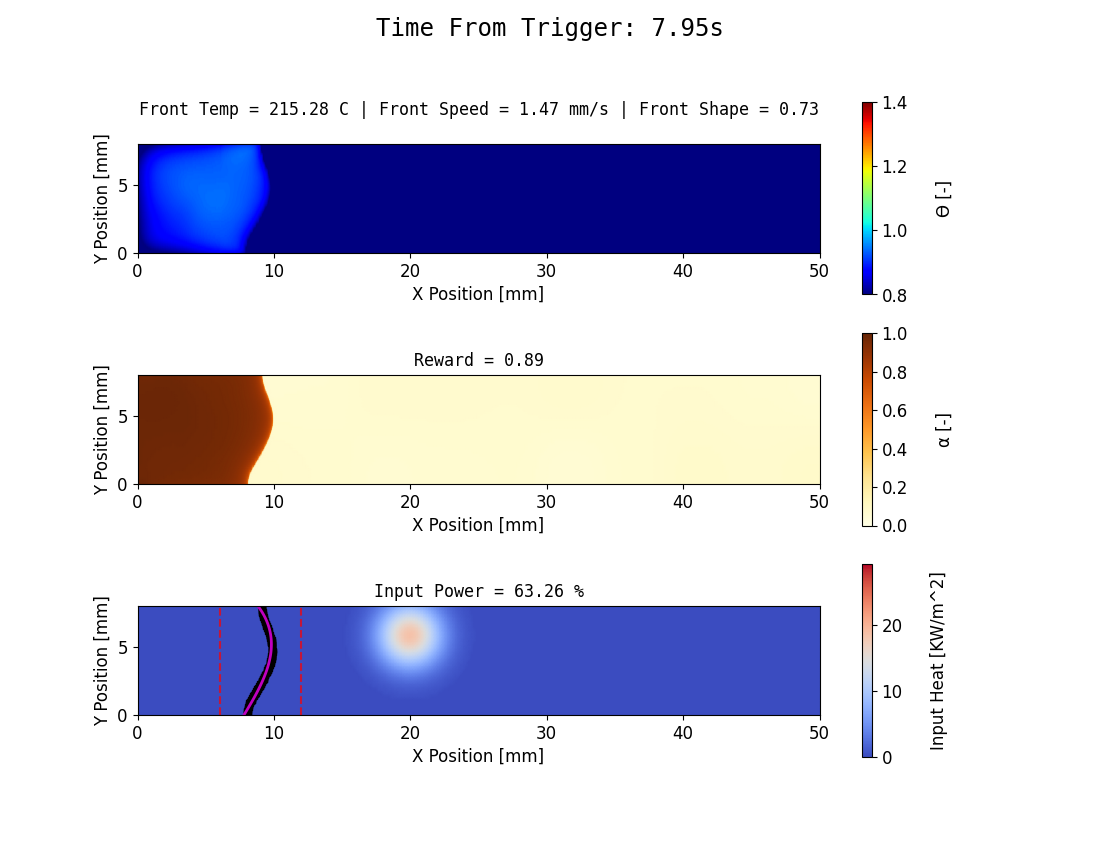 Time From Trigger: 7.95s
Front Temp = 215.28 C | Front Speed = 1.47 mm/s | Front Shape = 0.73
Y Position [mm]
5
0
0 10 20 30 40 50
X Position [mm]
1.4
1.2
1.0
0.8
Θ [-]
Reward = 0.89
Y Position [mm]
5
0
0 10 20 30 40 50
X Position [mm]
1.0
0.8
0.6
0.4
0.2
0.0
α [-]
Input Power = 63.26 %
Y Position [mm]
5
0
0 10 20 30 40 50
X Position [mm]
20
10
0
Input Heat [KW/m^2]